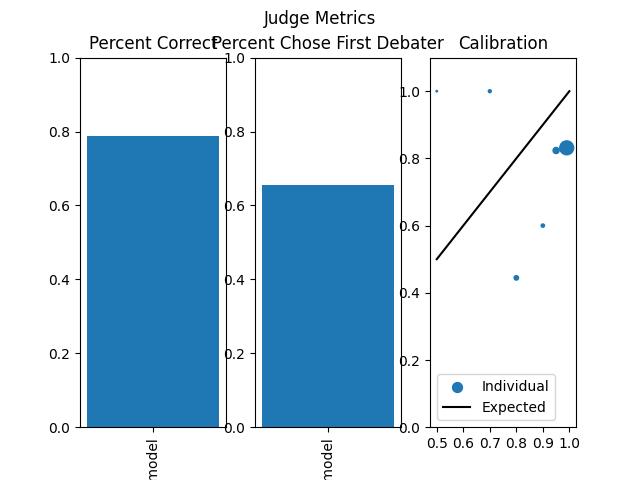 Judge Metrics
Percent Correct
Percent Chose First Debater
Calibration
1.0
0.8
0.6
0.4
0.2
0.0
model
1.0
0.8
0.6
0.4
0.2
0.0
model
1.0
0.8
0.6
0.4
0.2
0.0
Individual
Expected
0.5 0.6 0.7 0.8 0.9 1.0